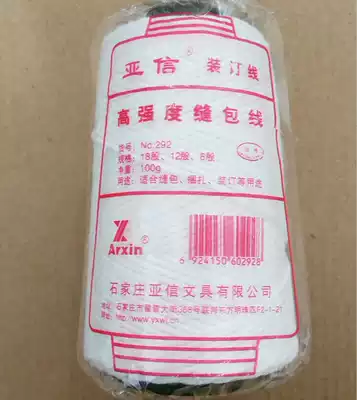 亚信® 装订线
高强度缝包线
货号: No:292
规格: 18股、12股、8股
净重: 100g
用途: 适合缝包、捆扎、装订等用途
Arxin®
6 924150 602928
石家庄亚信文具有限公司